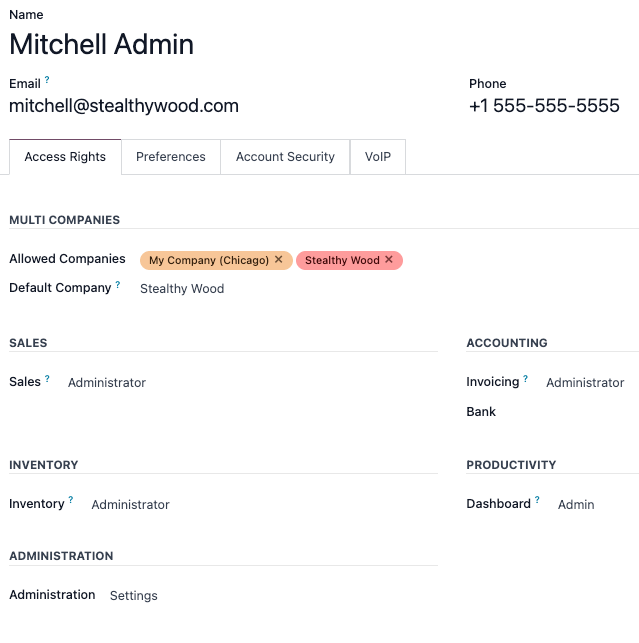 Name
Mitchell Admin
Email ?
Phone
mitchell@stealthywood.com
+1 555-555-5555
Access Rights
Preferences
Account Security
VoIP
MULTI COMPANIES
Allowed Companies My Company (Chicago) ✕ Stealthy Wood ✕
Default Company ? Stealthy Wood
SALES
Sales ? Administrator
ACCOUNTING
Invoicing ? Administrator
Bank
INVENTORY
Inventory ? Administrator
PRODUCTIVITY
Dashboard ? Admin
ADMINISTRATION
Administration Settings